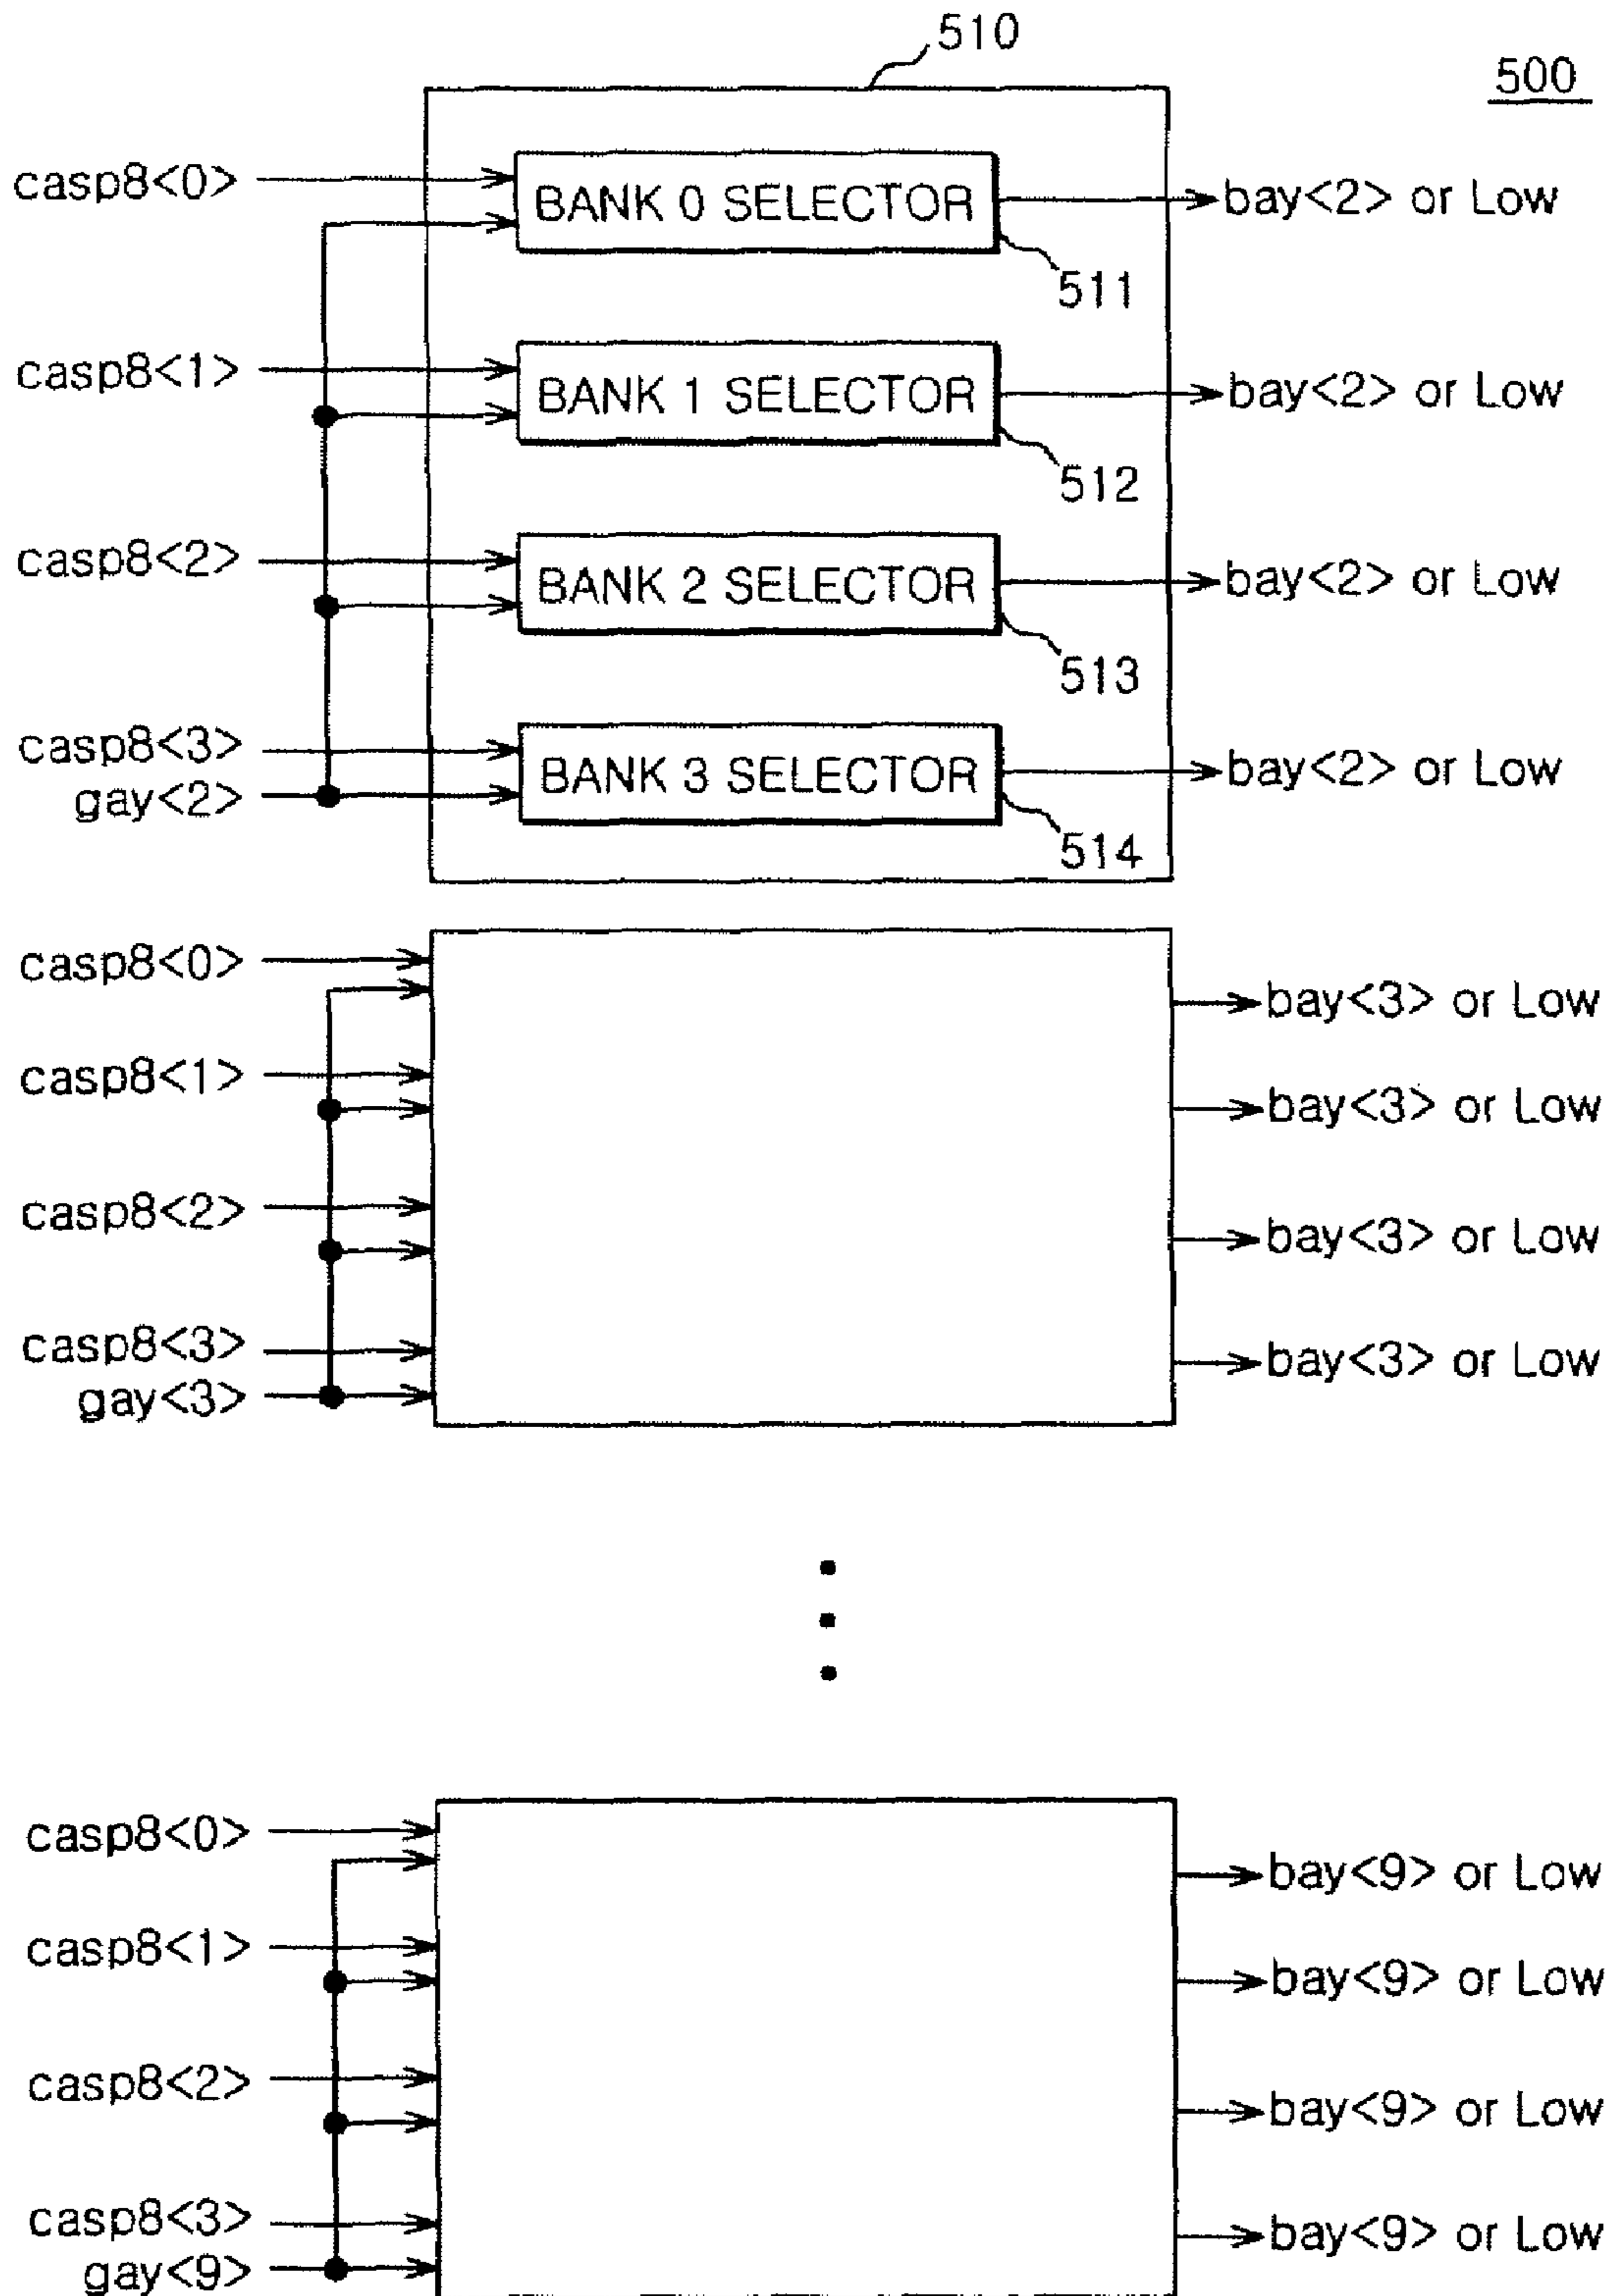 510
500
casp8<0>
BANK 0 SELECTOR
bay<2> or Low
511
casp8<1>
BANK 1 SELECTOR
bay<2> or Low
512
casp8<2>
BANK 2 SELECTOR
bay<2> or Low
513
casp8<3>
gay<2>
BANK 3 SELECTOR
bay<2> or Low
514
casp8<0>
bay<3> or Low
casp8<1>
bay<3> or Low
casp8<2>
bay<3> or Low
casp8<3>
bay<3> or Low
gay<3>
casp8<0>
bay<9> or Low
casp8<1>
bay<9> or Low
casp8<2>
bay<9> or Low
casp8<3>
bay<9> or Low
gay<9>